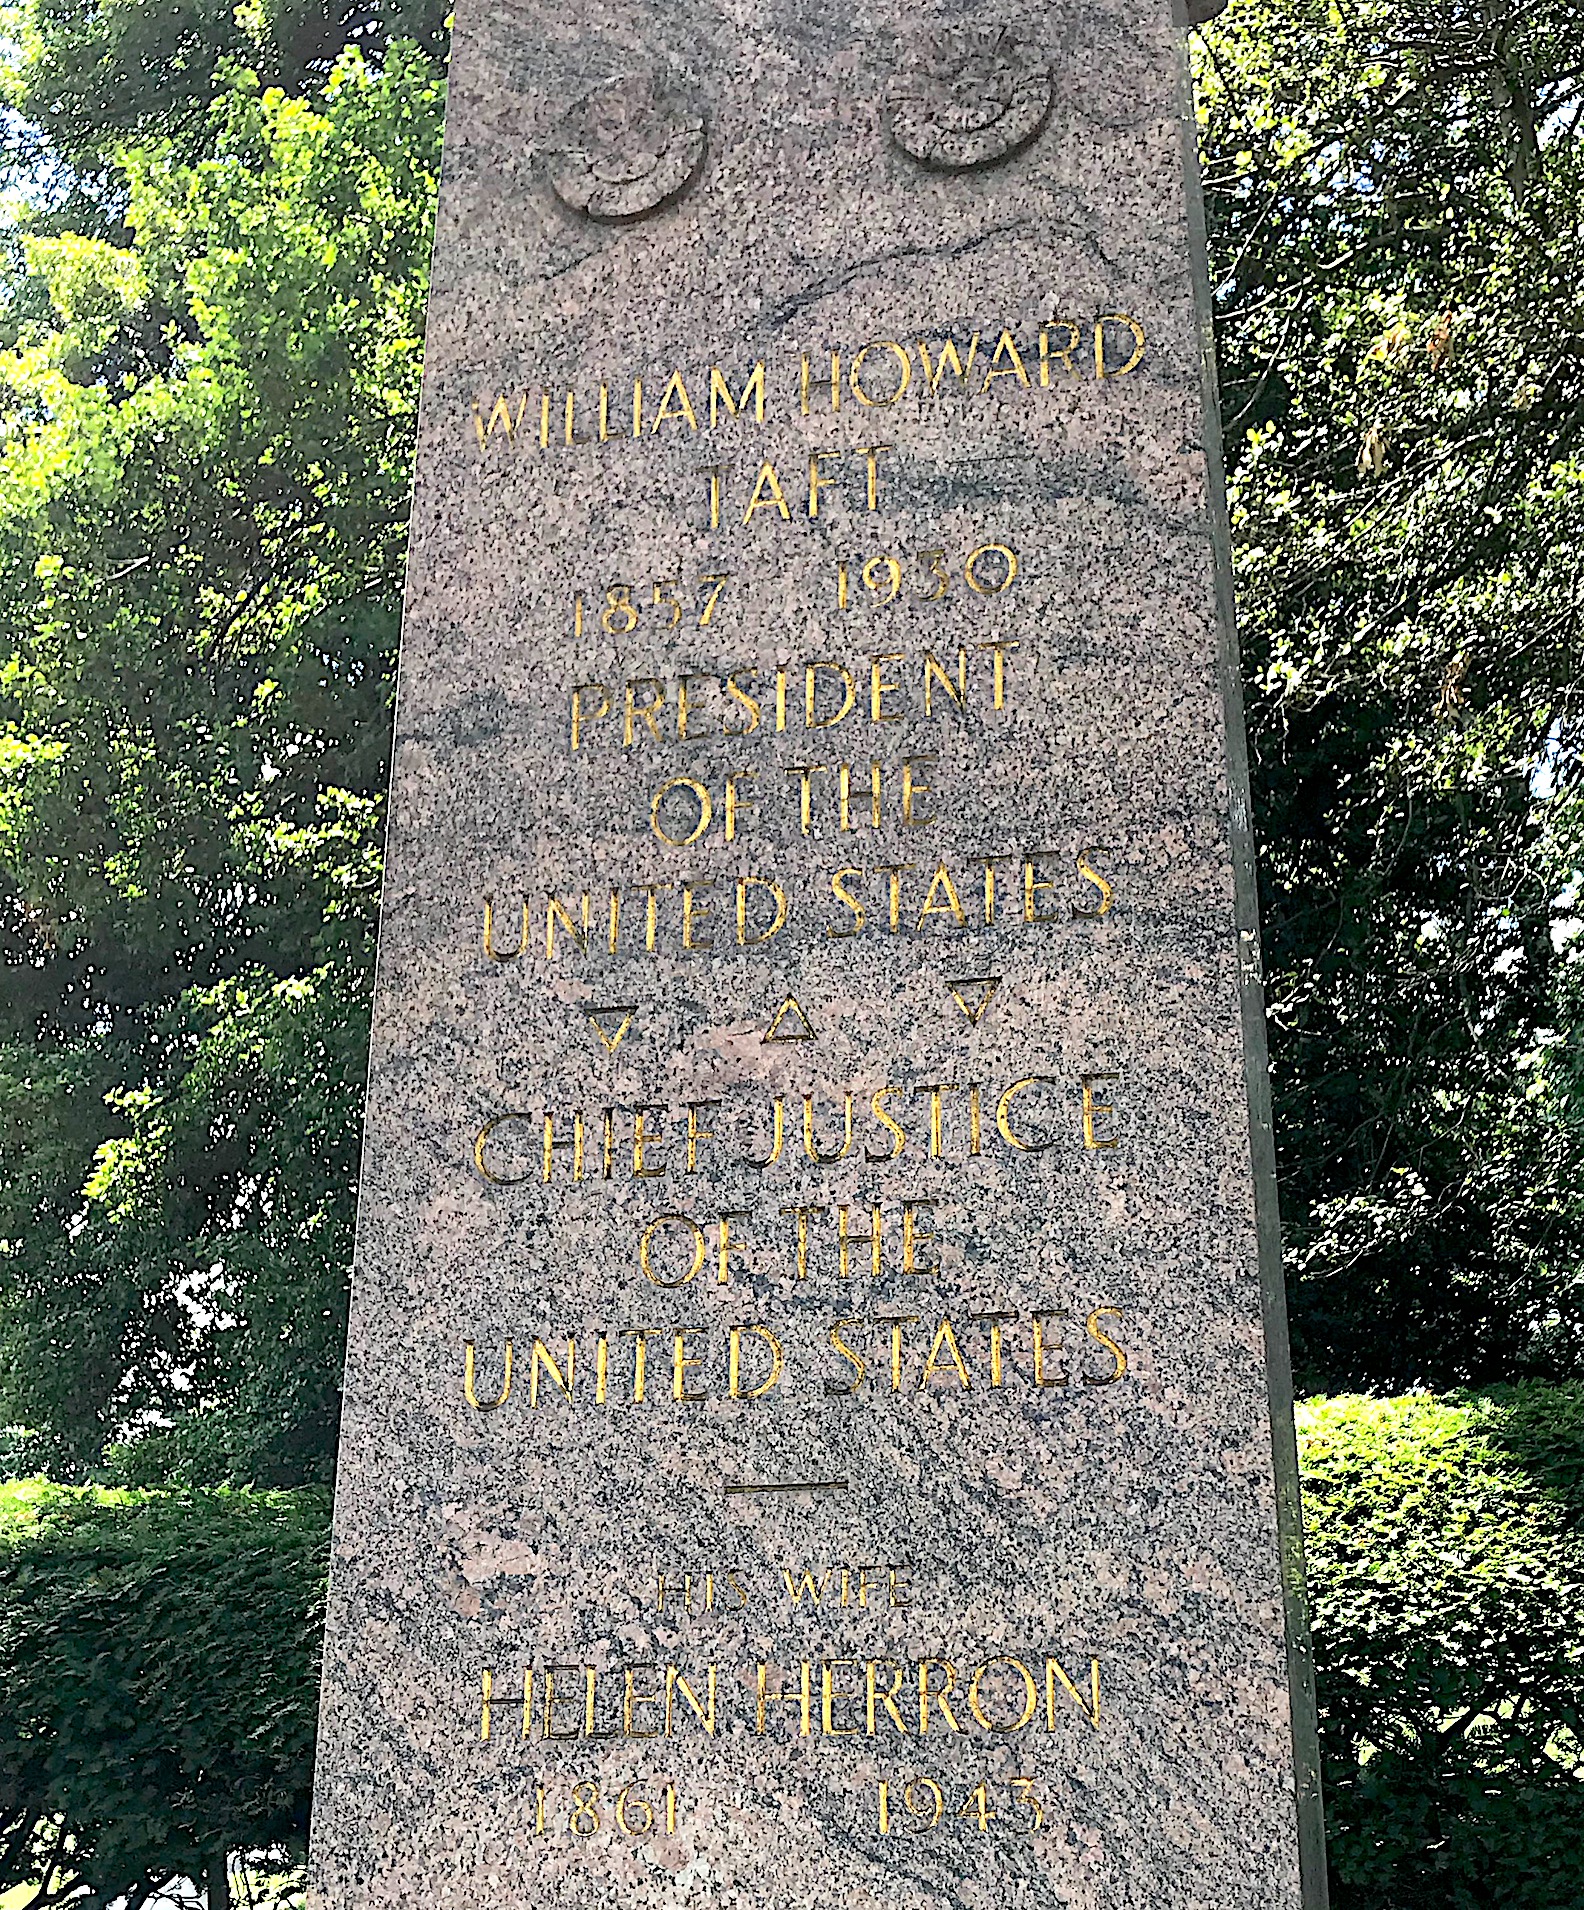 WILLIAM HOWARD
TAFT
1857 1930
PRESIDENT
OF THE
UNITED STATES
CHIEF JUSTICE
OF THE
UNITED STATES
HIS WIFE
HELEN HERRON
1861 1943